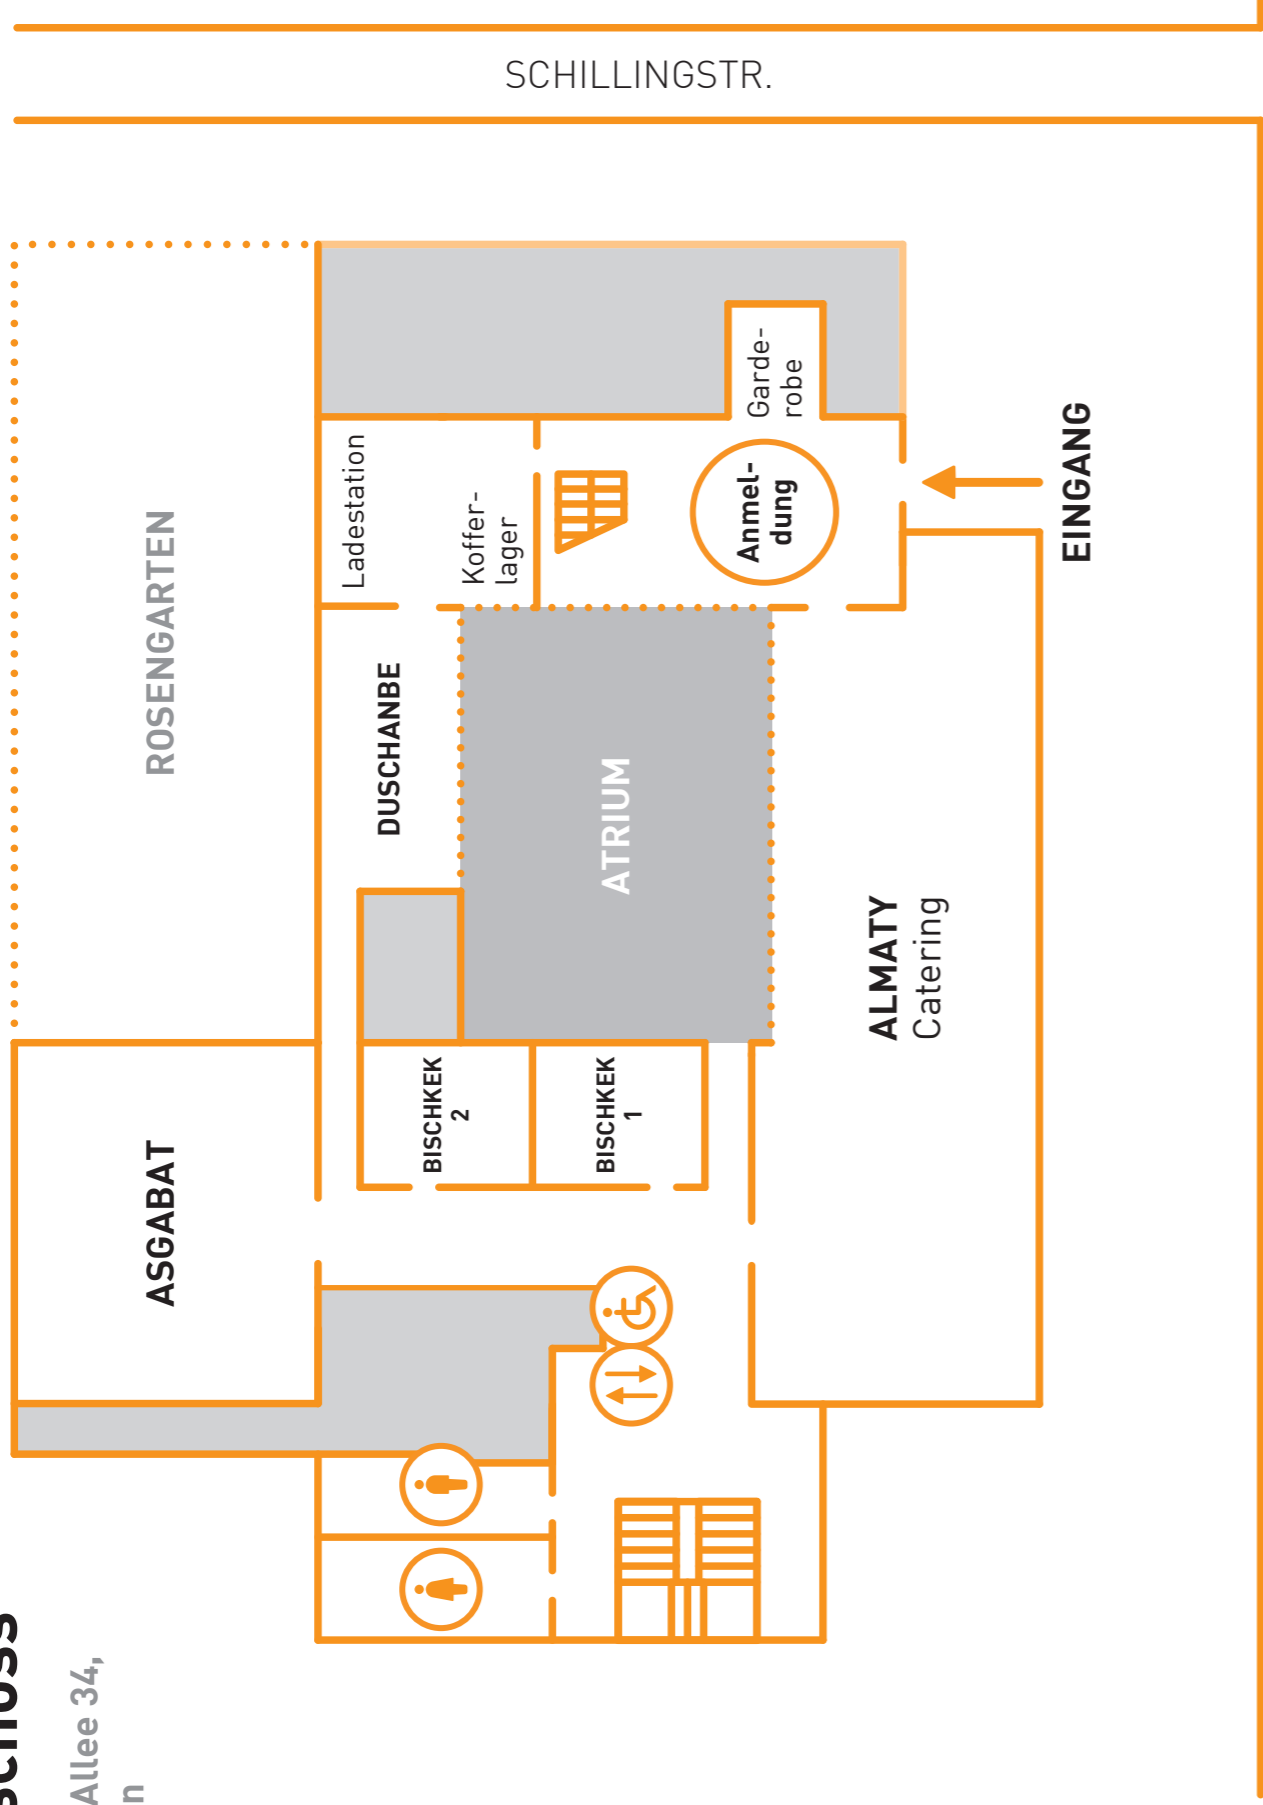 SCHILLINGSTR.
ROSENGARTEN
Ladestation
Koffer-
lager
Garde-
robe
Anmel-
dung
EINGANG
DUSCHANBE
ATRIUM
ALMATY
Catering
BISCHKEK
2
BISCHKEK
1
ASGABAT
Allee 34,
n